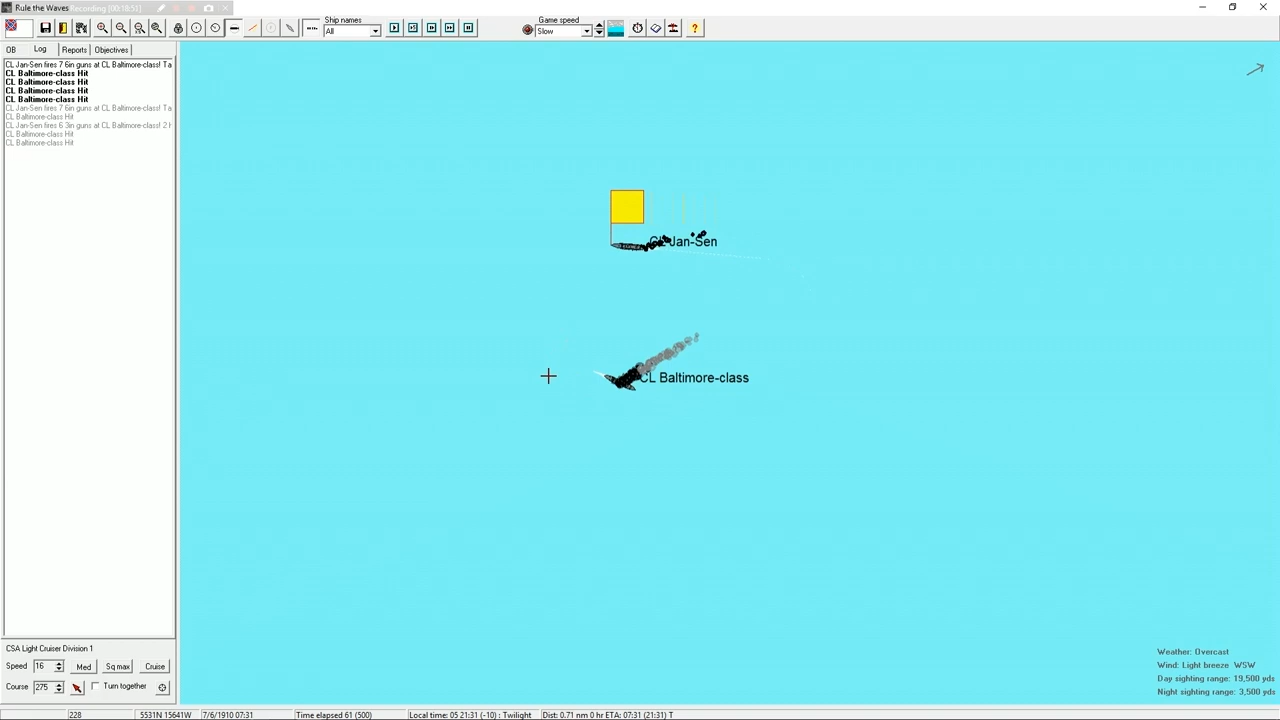 Rule the Waves Recording [00:18:51]
Ship names
All
Game speed
Slow
OB Log Reports Objectives
CL Jan-Sen fires 7 6in guns at CL Baltimore-class! Ta
CL Baltimore-class Hit
CL Baltimore-class Hit
CL Baltimore-class Hit
CL Baltimore-class Hit
CL Jan-Sen fires 7 6in guns at CL Baltimore-class! Ta
CL Baltimore-class Hit
CL Jan-Sen fires 6 3in guns at CL Baltimore-class! 2 H
CL Baltimore-class Hit
CL Baltimore-class Hit
CL Jan-Sen
CL Baltimore-class
CSA Light Cruiser Division 1
Speed 16 Med Sq max Cruise
Course 275 Turn together
Weather: Overcast
Wind: Light breeze WSW
Day sighting range: 19,500 yds
Night sighting range: 3,500 yds
228 5531N 15641W 7/6/1910 07:31 Time elapsed 61 (500) Local time: 05 21:31 (-10) : Twilight Dist: 0.71 nm 0 hr ETA: 07:31 (21:31) T